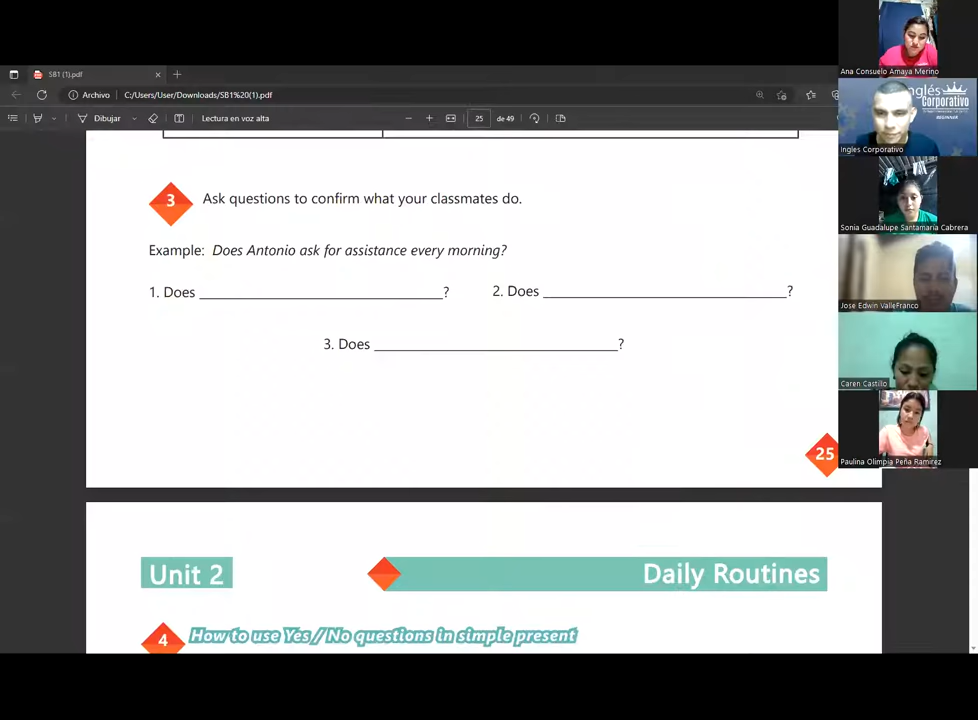 SB1 (1).pdf
Archivo C:/Users/User/Downloads/SB1%20(1).pdf
Dibujar Lectura en voz alta 25 de 49
3 Ask questions to confirm what your classmates do.
Example: Does Antonio ask for assistance every morning?
1. Does ____________________? 2. Does ____________________?
3. Does ____________________?
25
Unit 2 Daily Routines
4 How to use Yes / No questions in simple present
Ana Consuelo Amaya Merino
Inglés Corporativo
BEGINNER
Ingles Corporativo
Sonia Guadalupe Santamaria Cabrera
Jose Edwin ValleFranco
Caren Castillo
Paulina Olimpia Peña Ramirez